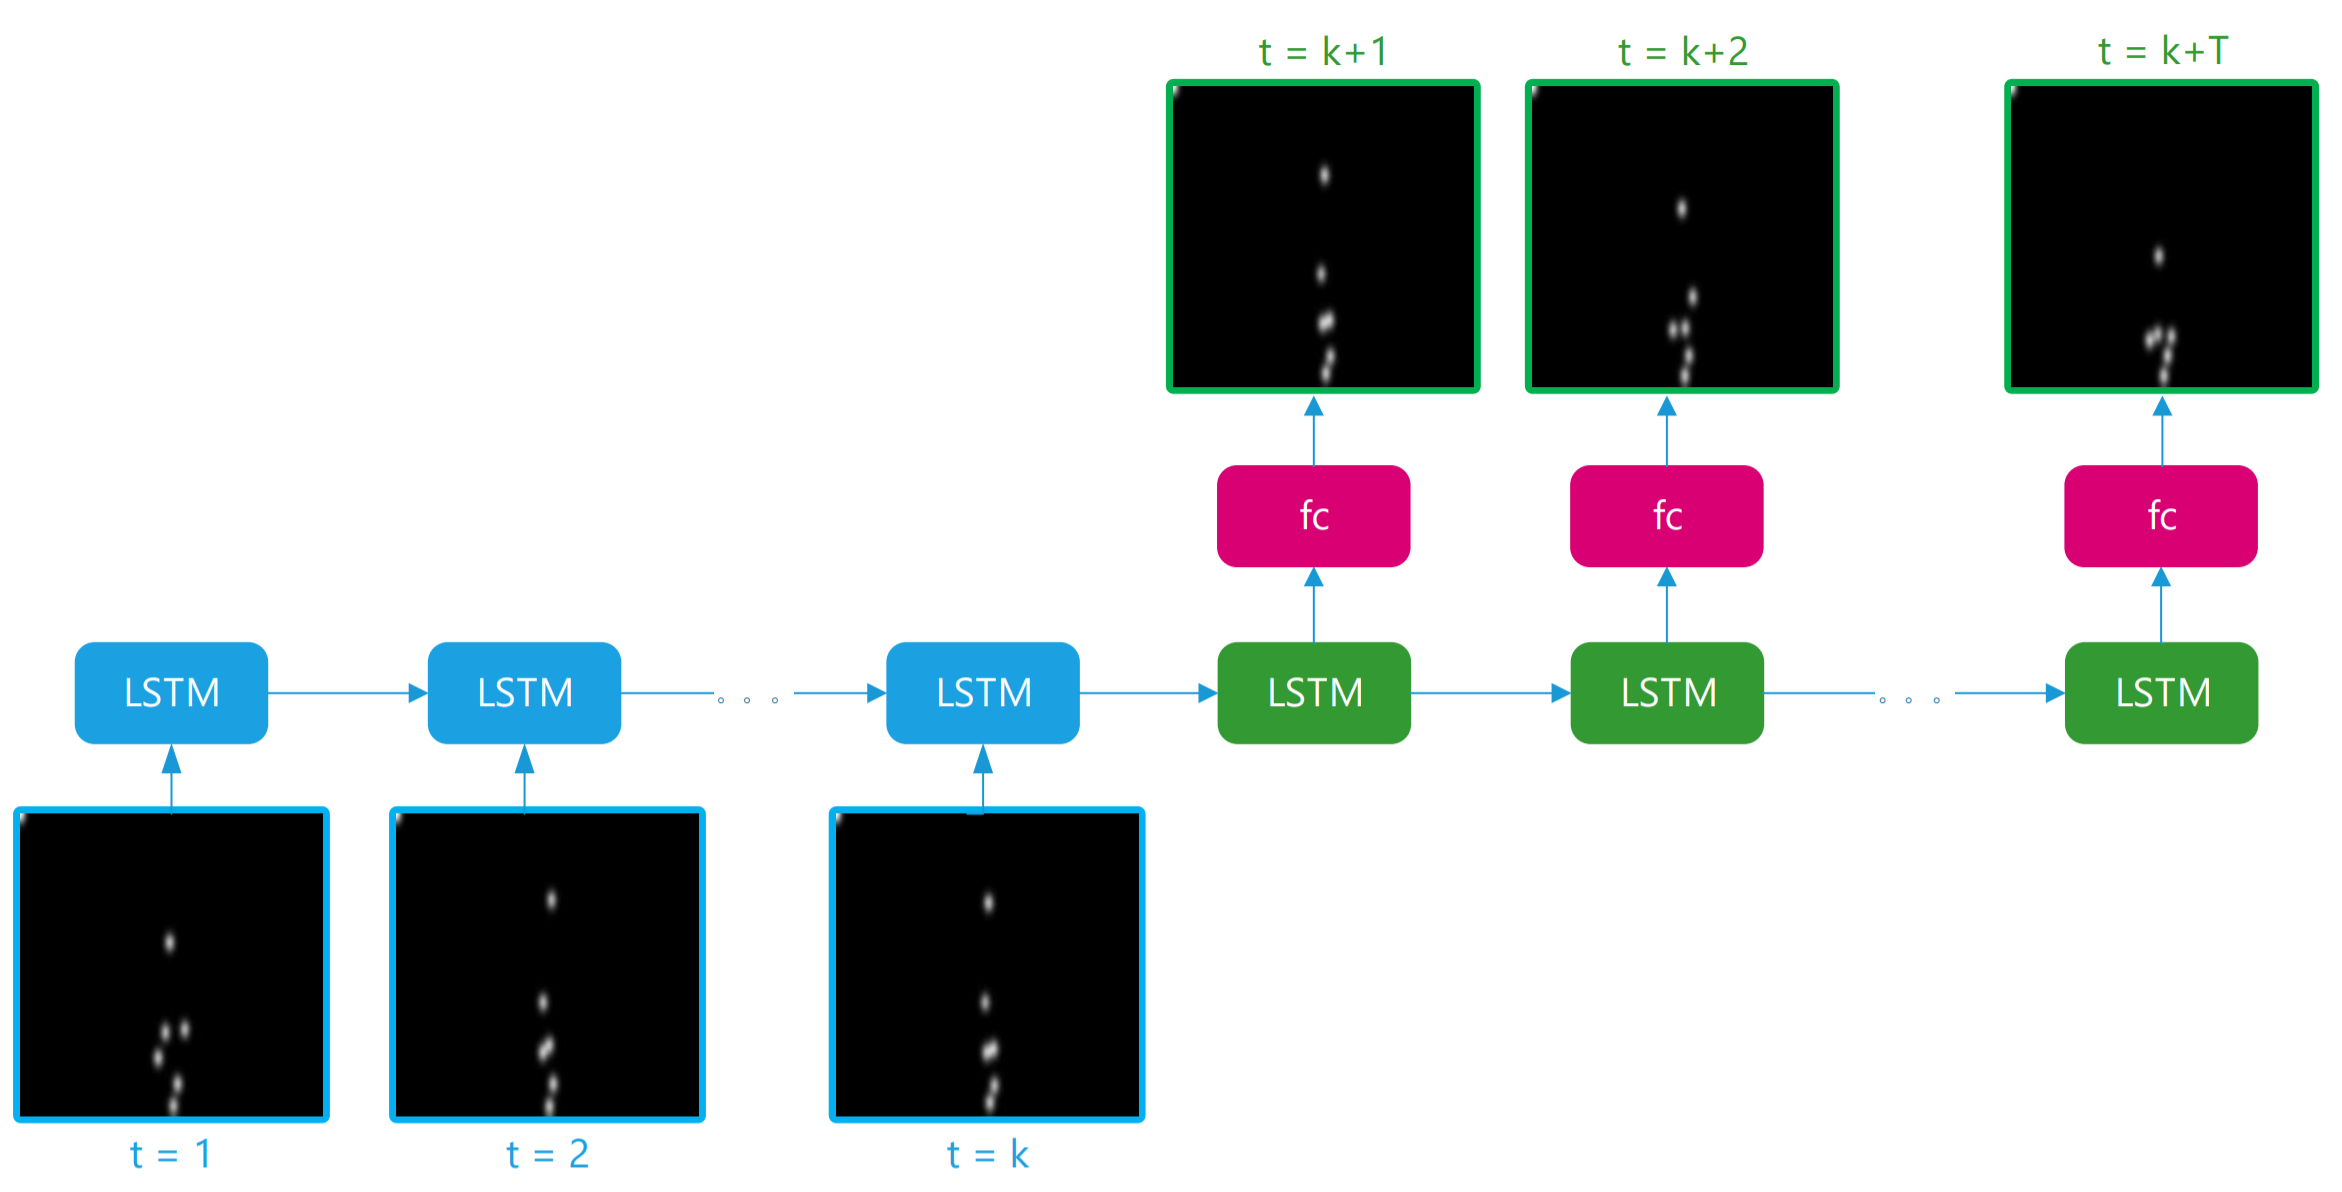 t = k+1
t = k+2
t = k+T
fc
fc
fc
LSTM
LSTM
. . .
LSTM
LSTM
LSTM
. . .
LSTM
t = 1
t = 2
t = k